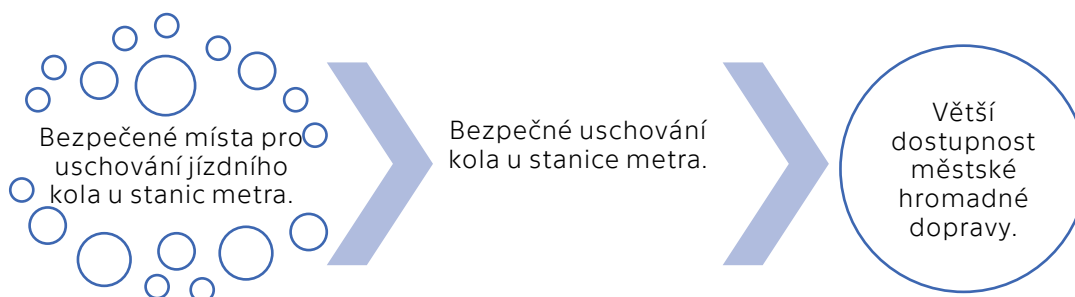 Bezpečené místa pro
uschování jízdního
kola u stanic metra.
Bezpečné uschování
kola u stanice metra.
Větší
dostupnost
městské
hromadné
dopravy.